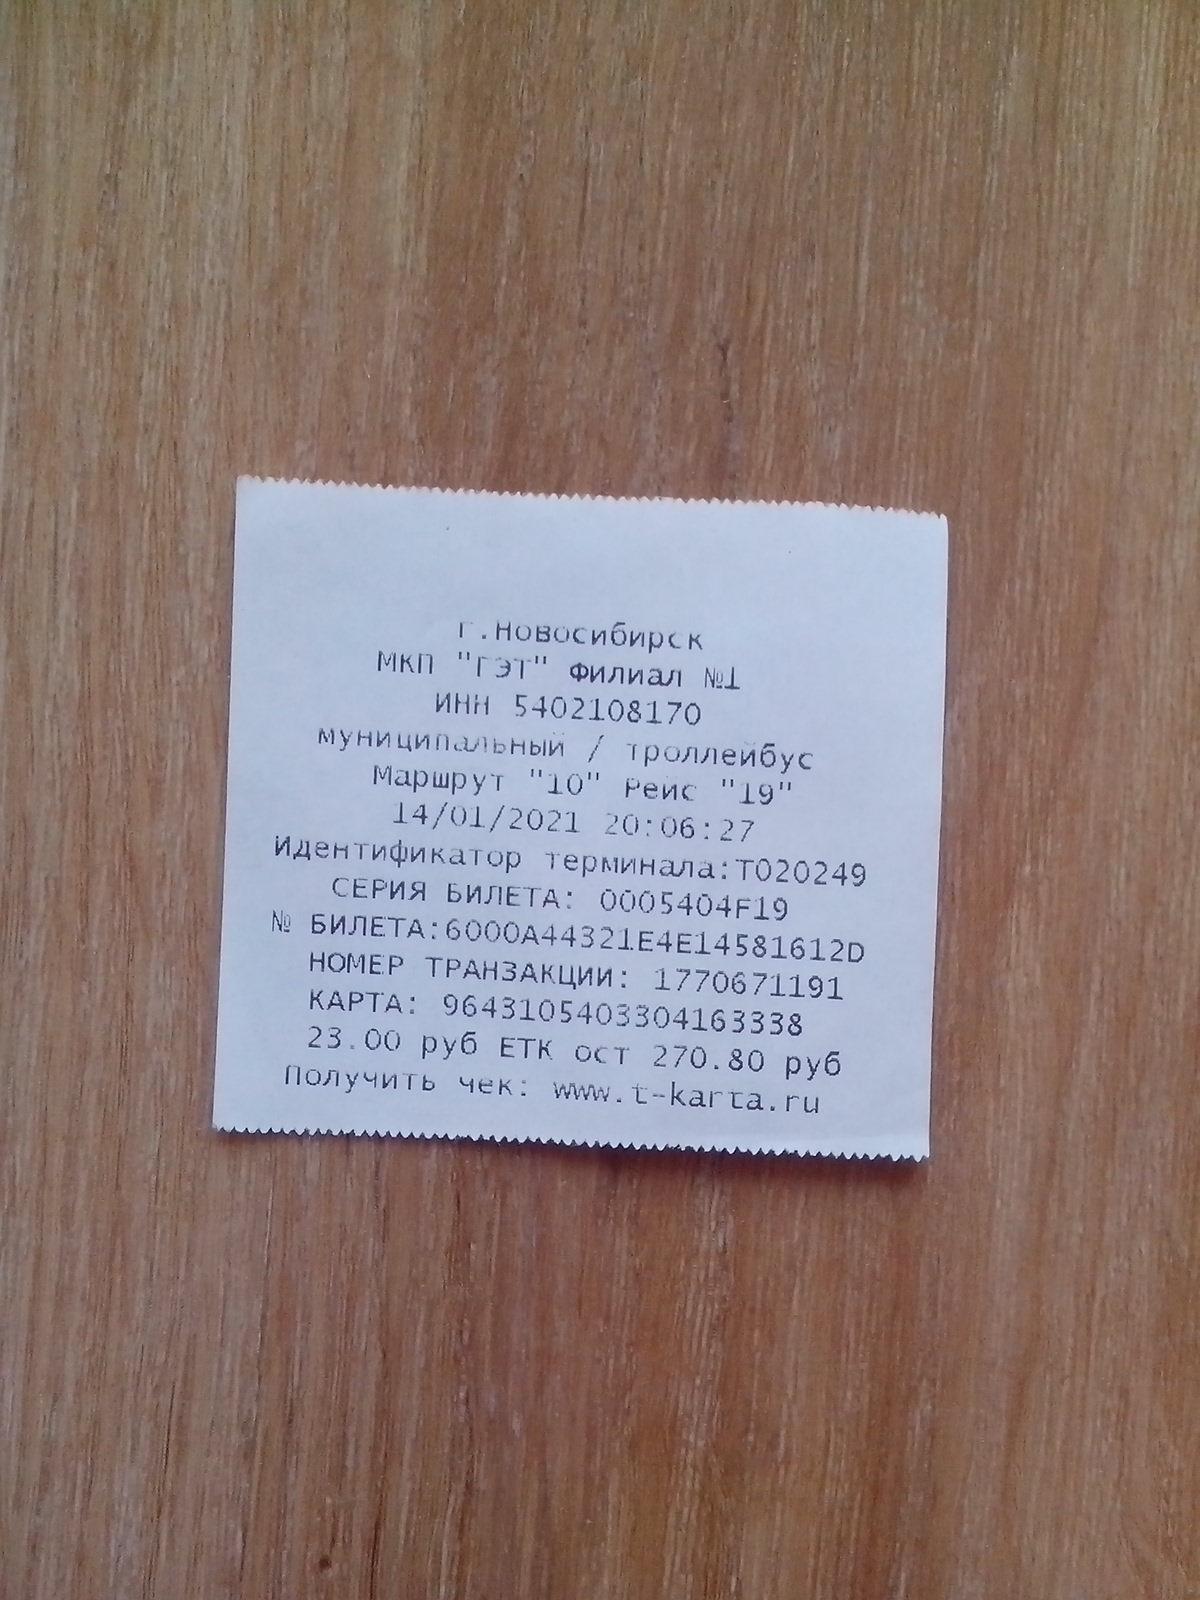 г.Новосибирск
МКП "ГЭТ" Филиал №1
ИНН 5402108170
муниципальный / троллейбус
Маршрут "10" Рейс "19"
14/01/2021 20:06:27
Идентификатор терминала:T020249
СЕРИЯ БИЛЕТА: 0005404F19
№ БИЛЕТА:6000A44321E4E14581612D
НОМЕР ТРАНЗАКЦИИ: 1770671191
КАРТА: 9643105403304163338
23.00 руб ЕТК ост 270.80 руб
Получить чек: www.t-karta.ru